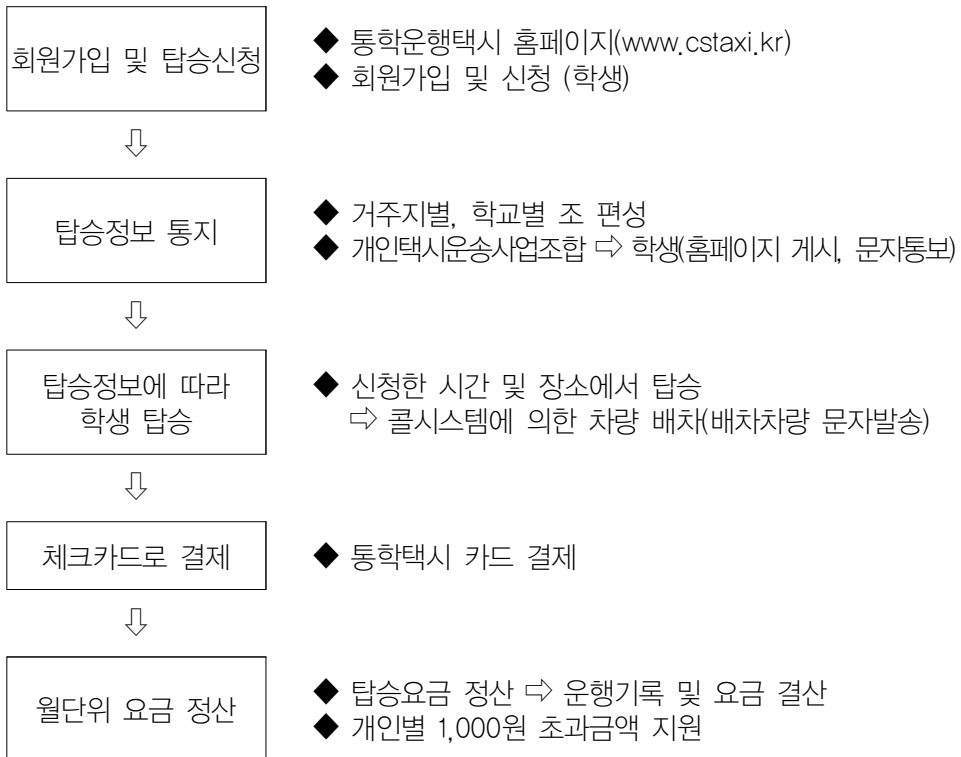 회원가입 및 탑승신청
◆ 통학운행택시 홈페이지(www.cstaxi.kr)
◆ 회원가입 및 신청 (학생)
⇩
탑승정보 통지
◆ 거주지별, 학교별 조 편성
◆ 개인택시운송사업조합 ⇨ 학생(홈페이지 게시, 문자통보)
⇩
탑승정보에 따라
학생 탑승
◆ 신청한 시간 및 장소에서 탑승
⇨ 콜시스템에 의한 차량 배차(배차차량 문자발송)
⇩
체크카드로 결제
◆ 통학택시 카드 결제
⇩
월단위 요금 정산
◆ 탑승요금 정산 ⇨ 운행기록 및 요금 결산
◆ 개인별 1,000원 초과금액 지원